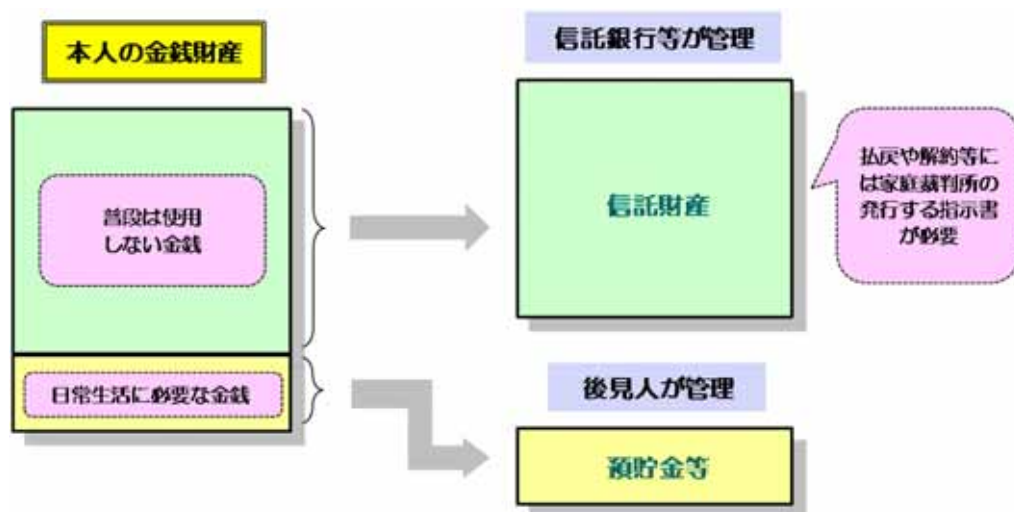 本人の金銭財産
普段は使用
しない金銭
日常生活に必要な金銭
信託銀行等が管理
信託財産
払戻や解約等に
は家庭裁判所の
発行する指示書
が必要
後見人が管理
預貯金等